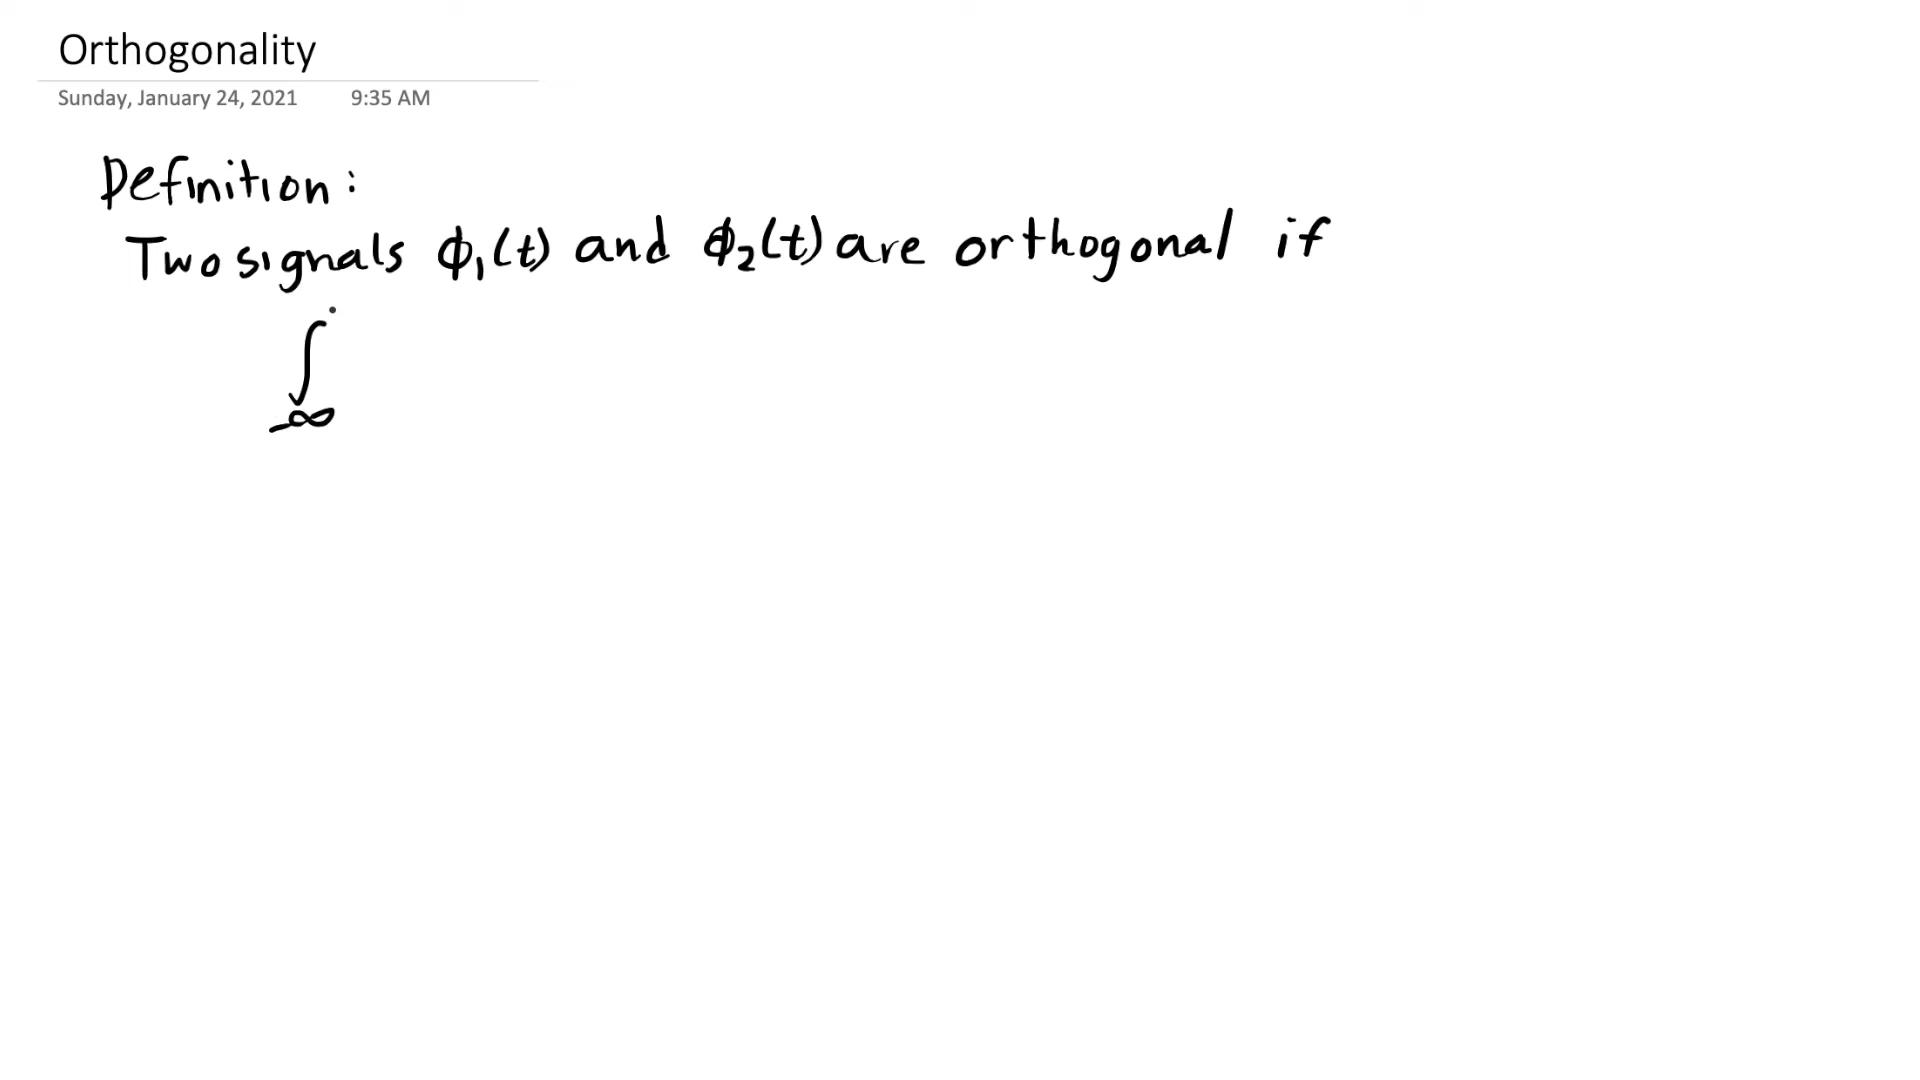 Orthogonality
Sunday, January 24, 2021 9:35 AM
Definition:
Two signals ϕ₁(t) and ϕ₂(t) are orthogonal if
∫
-∞